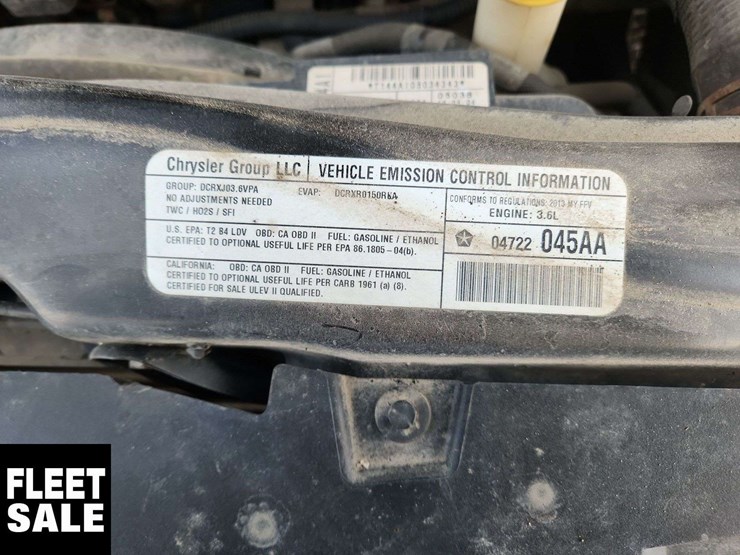 Chrysler Group LLC VEHICLE EMISSION CONTROL INFORMATION
GROUP: DCRXJ03.6VPA EVAP: DCRXR0150RKA
NO ADJUSTMENTS NEEDED
TWC / HO2S / SFI
CONFORMS TO REGULATIONS: 2013 MY FFV
ENGINE: 3.6L
U.S. EPA: T2 B4 LDV OBD: CA OBD II FUEL: GASOLINE / ETHANOL
CERTIFIED TO OPTIONAL USEFUL LIFE PER EPA 86.1805-04(b).
04722 045AA
CALIFORNIA: OBD: CA OBD II FUEL: GASOLINE / ETHANOL
CERTIFIED TO OPTIONAL USEFUL LIFE PER CARB 1961 (a) (8).
CERTIFIED FOR SALE ULEV II QUALIFIED.
FLEET
SALE